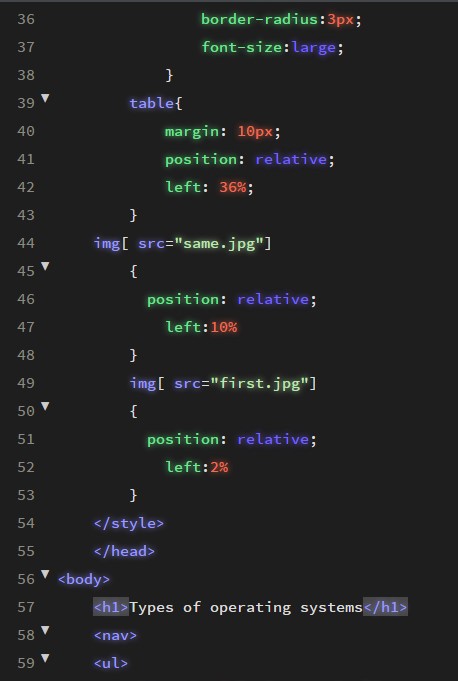 36 border-radius:3px;
37 font-size:large;
38 }
39 table{
40 margin: 10px;
41 position: relative;
42 left: 36%;
43 }
44 img[ src="same.jpg"]
45 {
46 position: relative;
47 left:10%
48 }
49 img[ src="first.jpg"]
50 {
51 position: relative;
52 left:2%
53 }
54 </style>
55 </head>
56 <body>
57 <h1>Types of operating systems</h1>
58 <nav>
59 <ul>